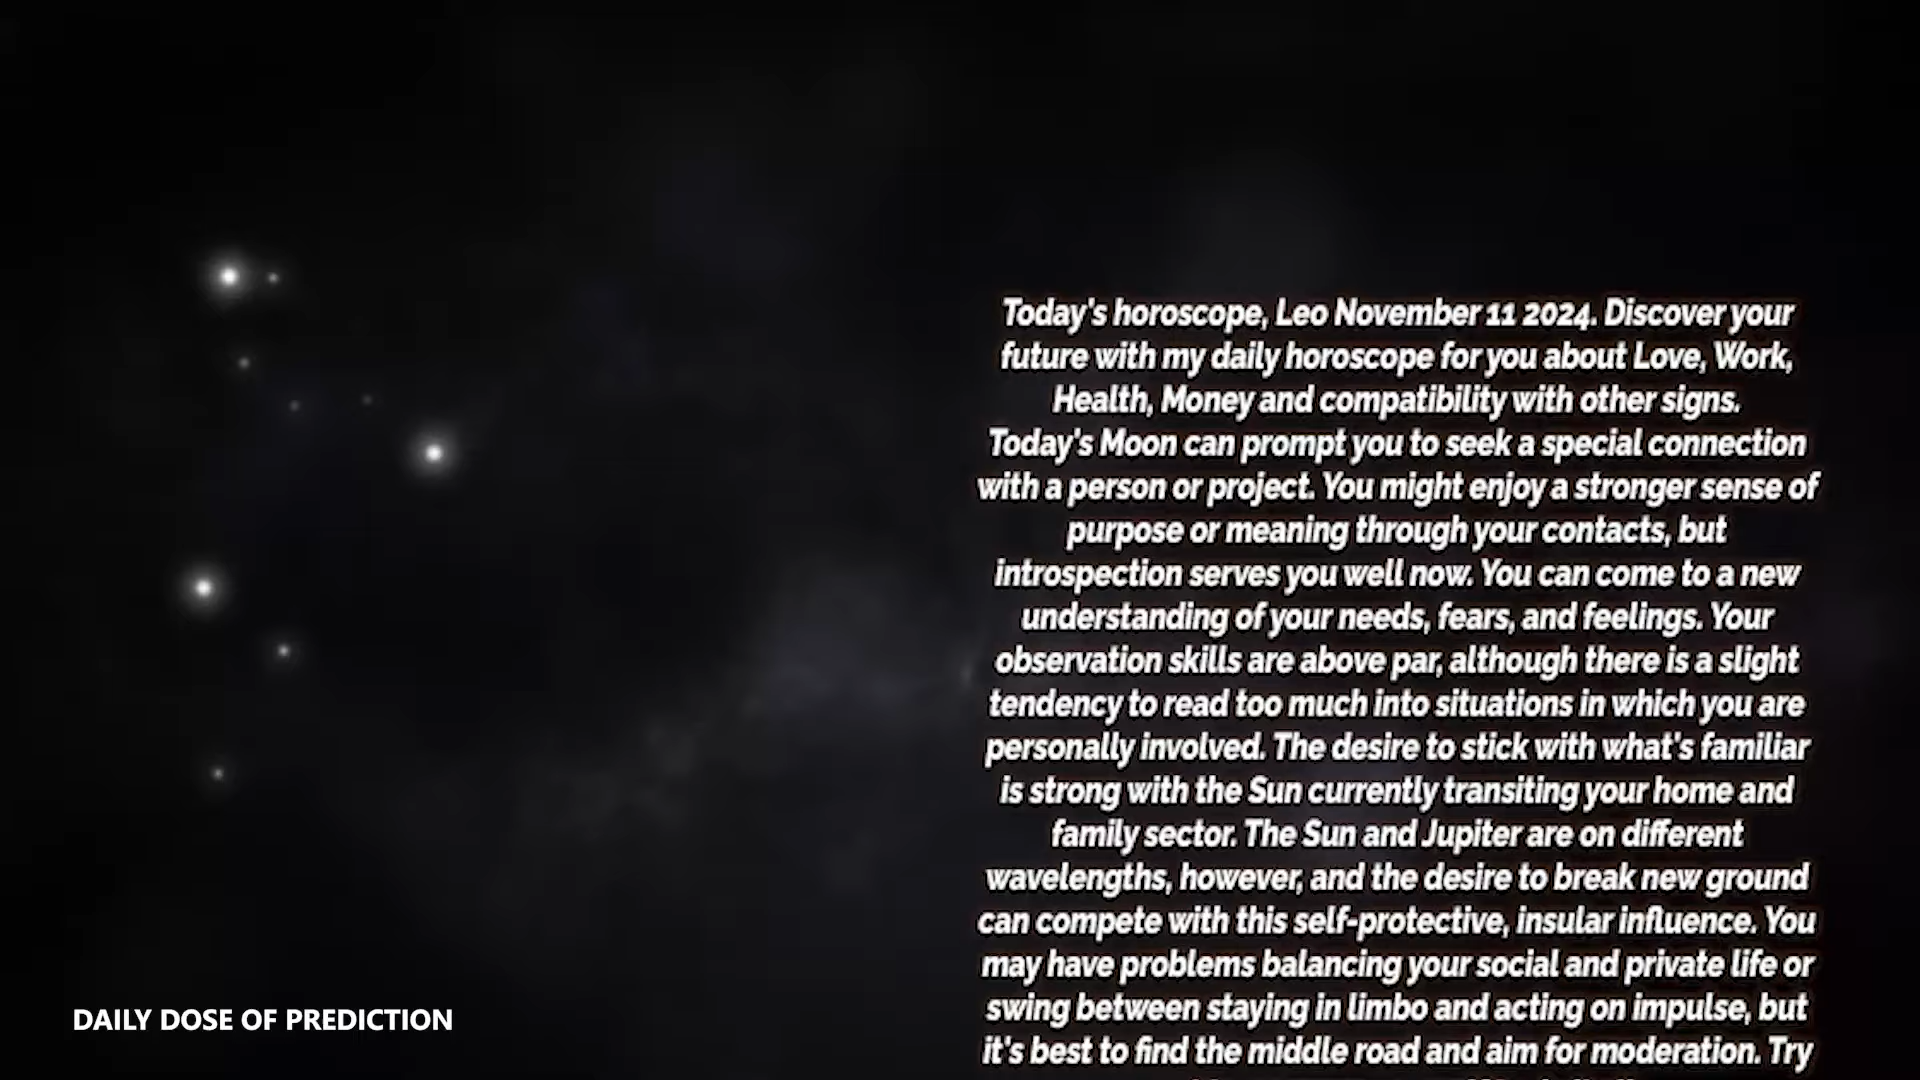 Today's horoscope, Leo November 11 2024. Discover your
future with my daily horoscope for you about Love, Work,
Health, Money and compatibility with other signs.
Today's Moon can prompt you to seek a special connection
with a person or project. You might enjoy a stronger sense of
purpose or meaning through your contacts, but
introspection serves you well now. You can come to a new
understanding of your needs, fears, and feelings. Your
observation skills are above par, although there is a slight
tendency to read too much into situations in which you are
personally involved. The desire to stick with what's familiar
is strong with the Sun currently transiting your home and
family sector. The Sun and Jupiter are on different
wavelengths, however, and the desire to break new ground
can compete with this self-protective, insular influence. You
may have problems balancing your social and private life or
swing between staying in limbo and acting on impulse, but
it's best to find the middle road and aim for moderation. Try
DAILY DOSE OF PREDICTION